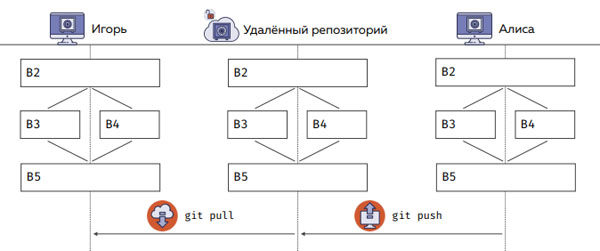 Игорь Удалённый репозиторий Алиса
B2 B2 B2
B3 B4 B3 B4 B3 B4
B5 B5 B5
git pull git push